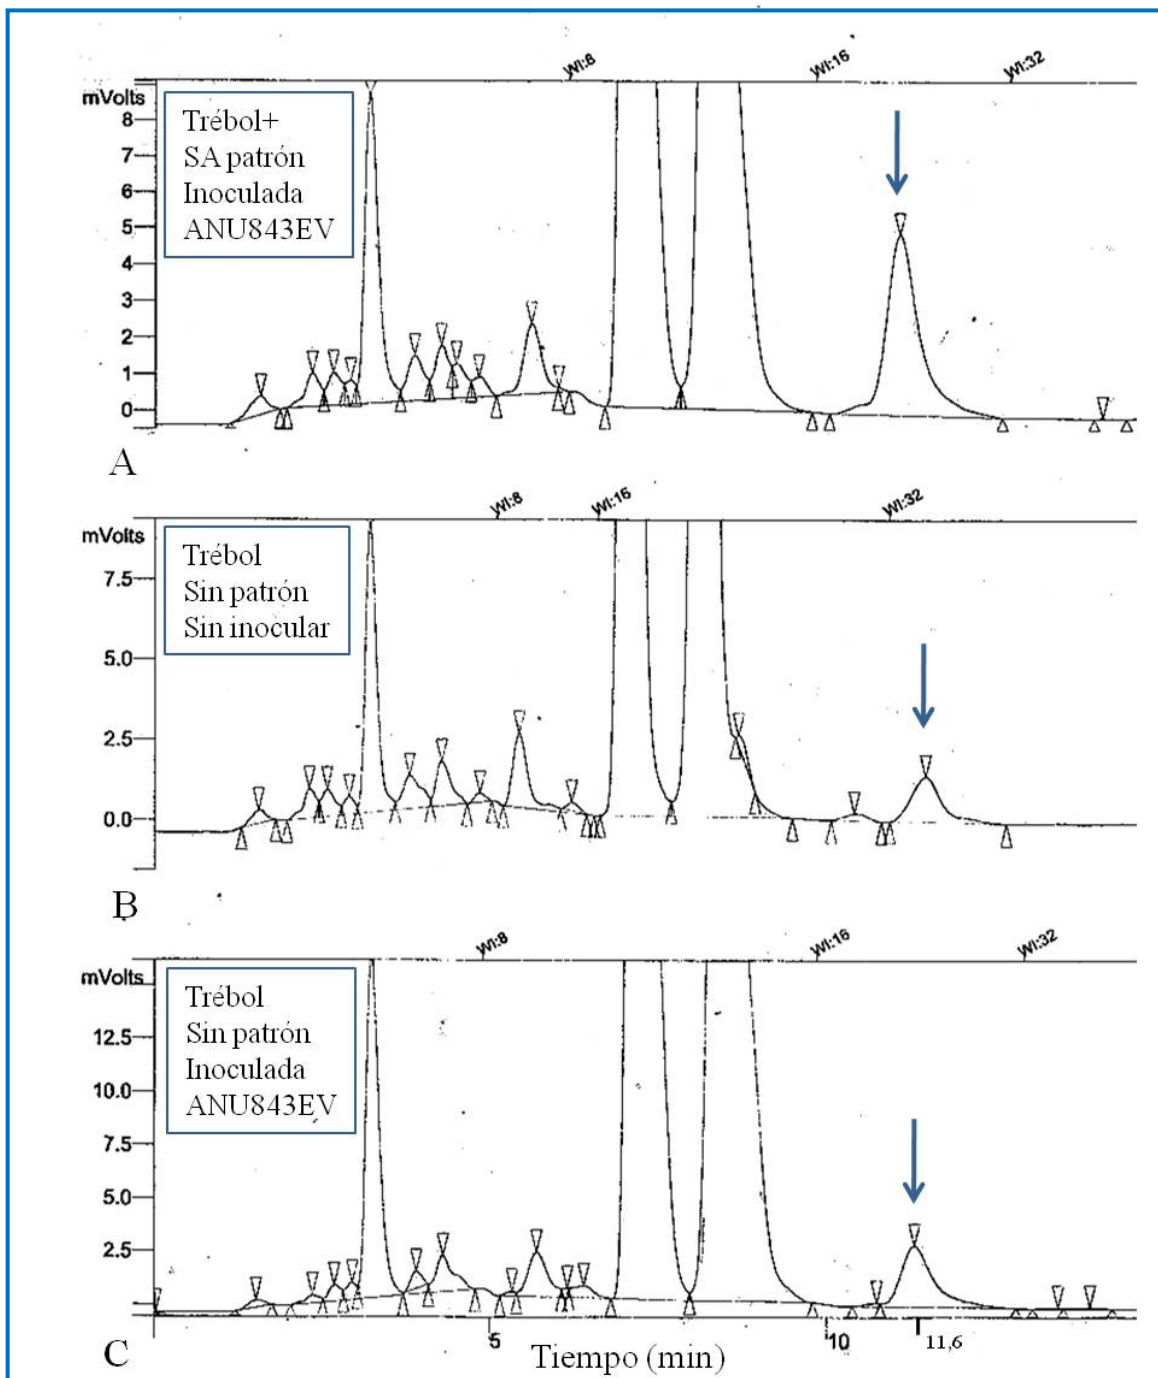 WI:8
WI:16
WI:32
mVolts
Trébol+
SA patrón
Inoculada
ANU843EV
8
7
6
5
4
3
2
1
0
A
WI:8
WI:16
WI:32
mVolts
Trébol
Sin patrón
Sin inocular
7.5
5.0
2.5
0.0
B
WI:8
WI:16
WI:32
mVolts
Trébol
Sin patrón
Inoculada
ANU843EV
12.5
10.0
7.5
5.0
2.5
5
10
11,6
C
Tiempo (min)